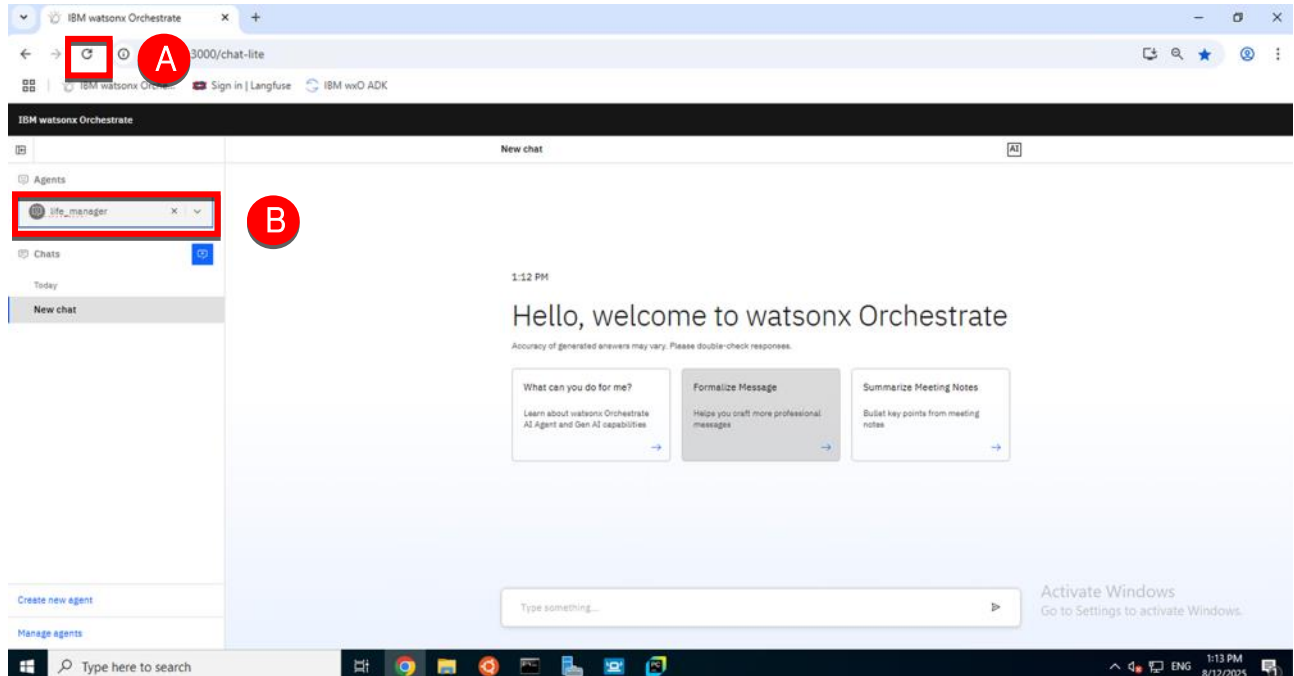 IBM watsonx Orchestrate
A
3000/chat-lite
IBM watsonx Orche...
Sign in | Langfuse
IBM wxO ADK
IBM watsonx Orchestrate
New chat
AI
Agents
life_manager
B
Chats
Today
New chat
1:12 PM
Hello, welcome to watsonx Orchestrate
Accuracy of generated answers may vary. Please double-check responses.
What can you do for me?
Learn about watsonx Orchestrate
AI Agent and Gen AI capabilities
Formalize Message
Helps you craft more professional
messages
Summarize Meeting Notes
Bullet key points from meeting
notes
Create new agent
Manage agents
Type something...
Activate Windows
Go to Settings to activate Windows.
Type here to search
ENG
1:13 PM
8/12/2025